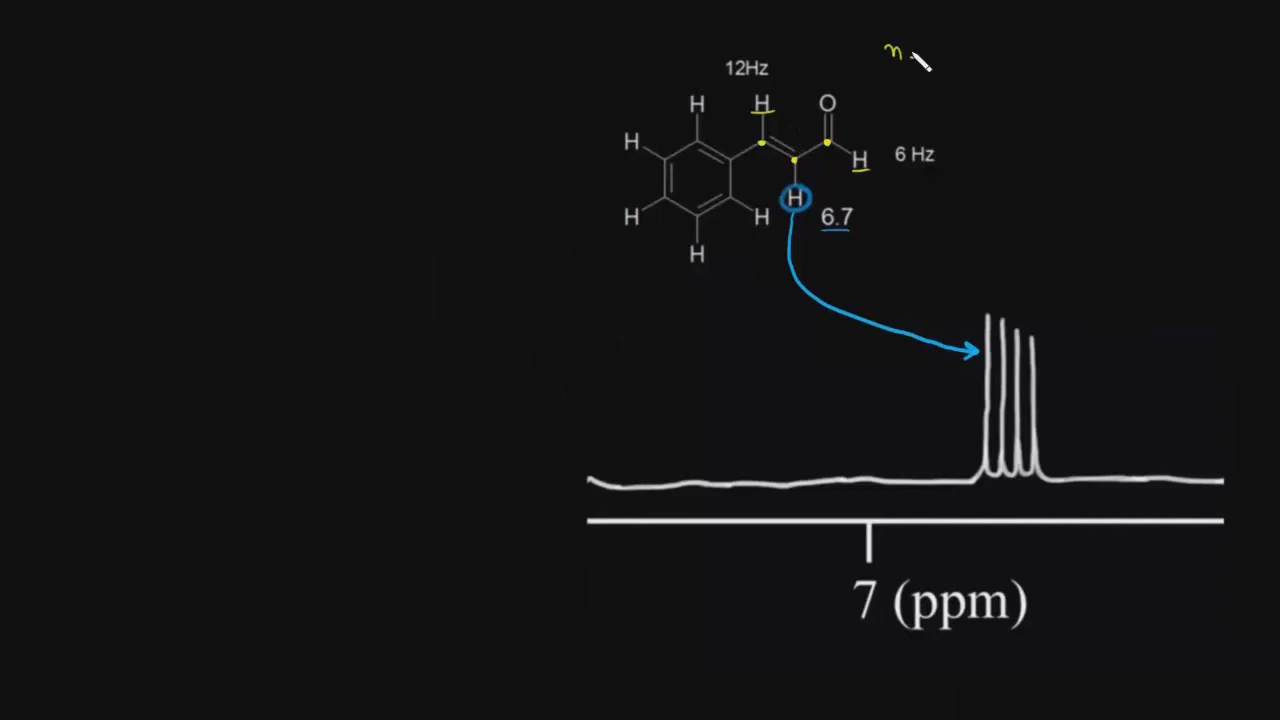 n
12Hz
H H O
H H 6 Hz
H
H H 6.7
H
7 (ppm)